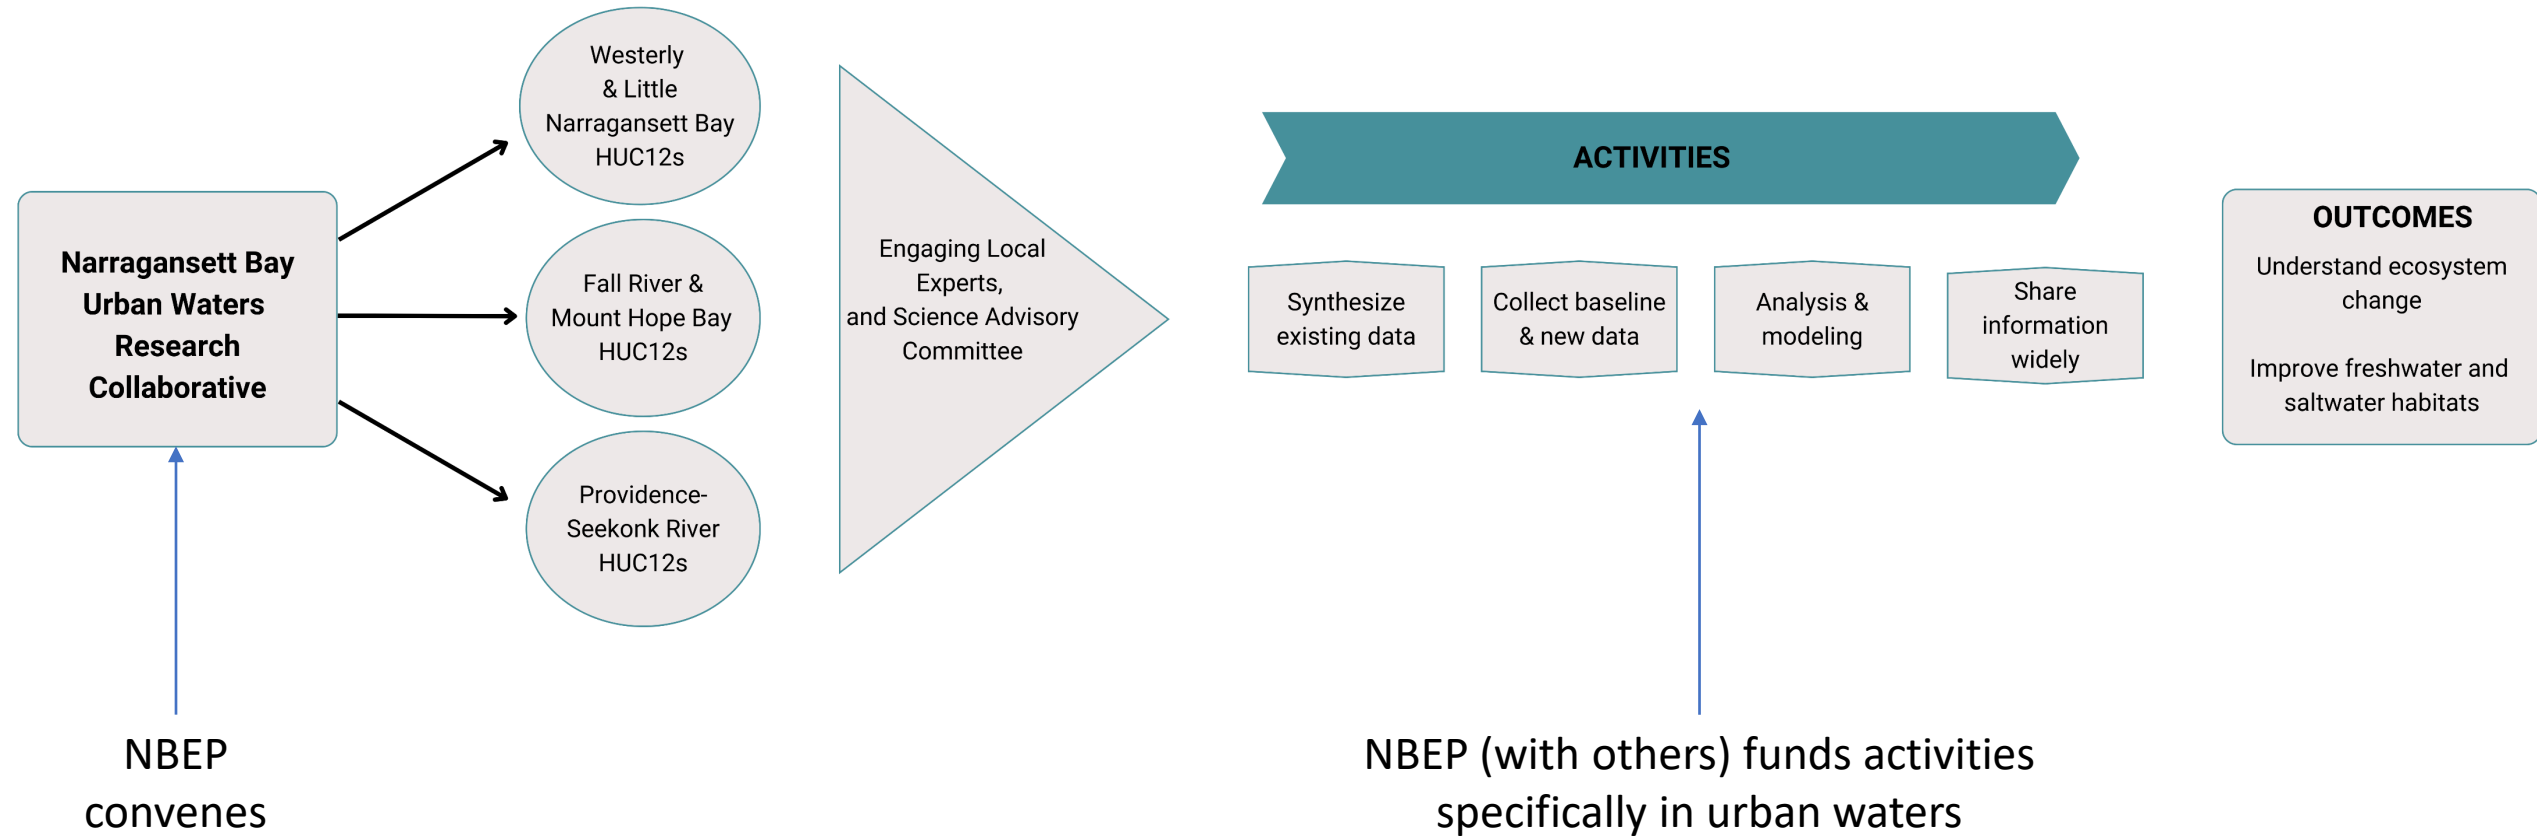 Narragansett Bay
Urban Waters
Research
Collaborative
Westerly
& Little
Narragansett Bay
HUC12s
Fall River &
Mount Hope Bay
HUC12s
Providence-
Seekonk River
HUC12s
Engaging Local
Experts,
and Science Advisory
Committee
ACTIVITIES
Synthesize
existing data
Collect baseline
& new data
Analysis &
modeling
Share
information
widely
OUTCOMES
Understand ecosystem
change
Improve freshwater and
saltwater habitats
NBEP
convenes
NBEP (with others) funds activities
specifically in urban waters